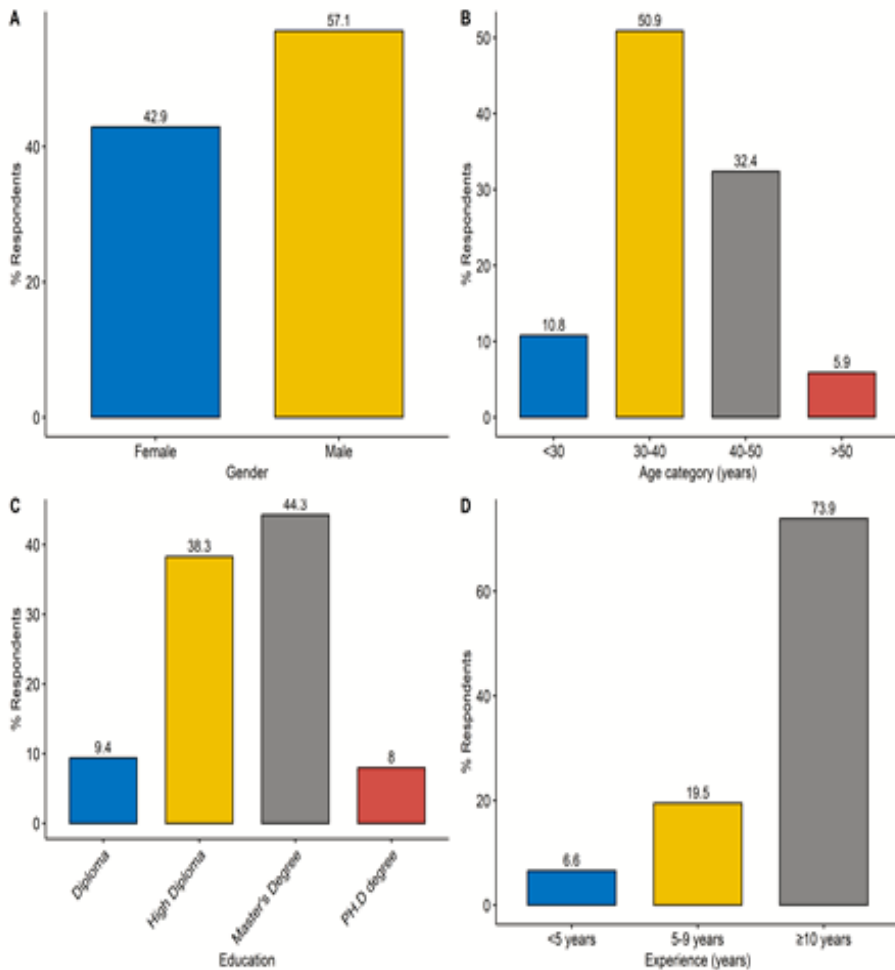 A
% Respondents
57.1
42.9
40
20
0
Female Male
Gender
B
% Respondents
50
40
30
20
10
0
50.9
32.4
10.8
5.9
<30 30-40 40-50 >50
Age category (years)
C
% Respondents
40
30
20
10
0
44.3
38.3
9.4
8
Diploma
High Diploma
Master's Degree
PH.D degree
Education
D
% Respondents
60
40
20
0
73.9
19.5
6.6
<5 years 5-9 years ≥10 years
Experience (years)